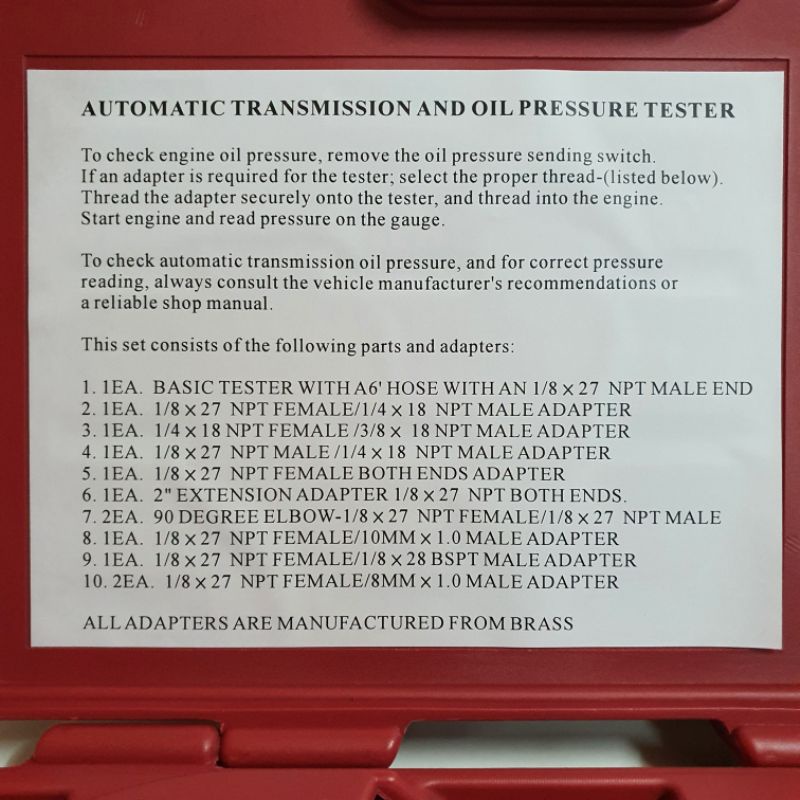 AUTOMATIC TRANSMISSION AND OIL PRESSURE TESTER
To check engine oil pressure, remove the oil pressure sending switch.
If an adapter is required for the tester; select the proper thread-(listed below).
Thread the adapter securely onto the tester, and thread into the engine.
Start engine and read pressure on the gauge.
To check automatic transmission oil pressure, and for correct pressure
reading, always consult the vehicle manufacturer's recommendations or
a reliable shop manual.
This set consists of the following parts and adapters:
1. 1EA. BASIC TESTER WITH A6' HOSE WITH AN 1/8 × 27 NPT MALE END
2. 1EA. 1/8 × 27 NPT FEMALE/1/4 × 18 NPT MALE ADAPTER
3. 1EA. 1/4 × 18 NPT FEMALE /3/8 × 18 NPT MALE ADAPTER
4. 1EA. 1/8 × 27 NPT MALE /1/4 × 18 NPT MALE ADAPTER
5. 1EA. 1/8 × 27 NPT FEMALE BOTH ENDS ADAPTER
6. 1EA. 2" EXTENSION ADAPTER 1/8 × 27 NPT BOTH ENDS.
7. 2EA. 90 DEGREE ELBOW-1/8 × 27 NPT FEMALE/1/8 × 27 NPT MALE
8. 1EA. 1/8 × 27 NPT FEMALE/10MM × 1.0 MALE ADAPTER
9. 1EA. 1/8 × 27 NPT FEMALE/1/8 × 28 BSPT MALE ADAPTER
10. 2EA. 1/8 × 27 NPT FEMALE/8MM × 1.0 MALE ADAPTER
ALL ADAPTERS ARE MANUFACTURED FROM BRASS